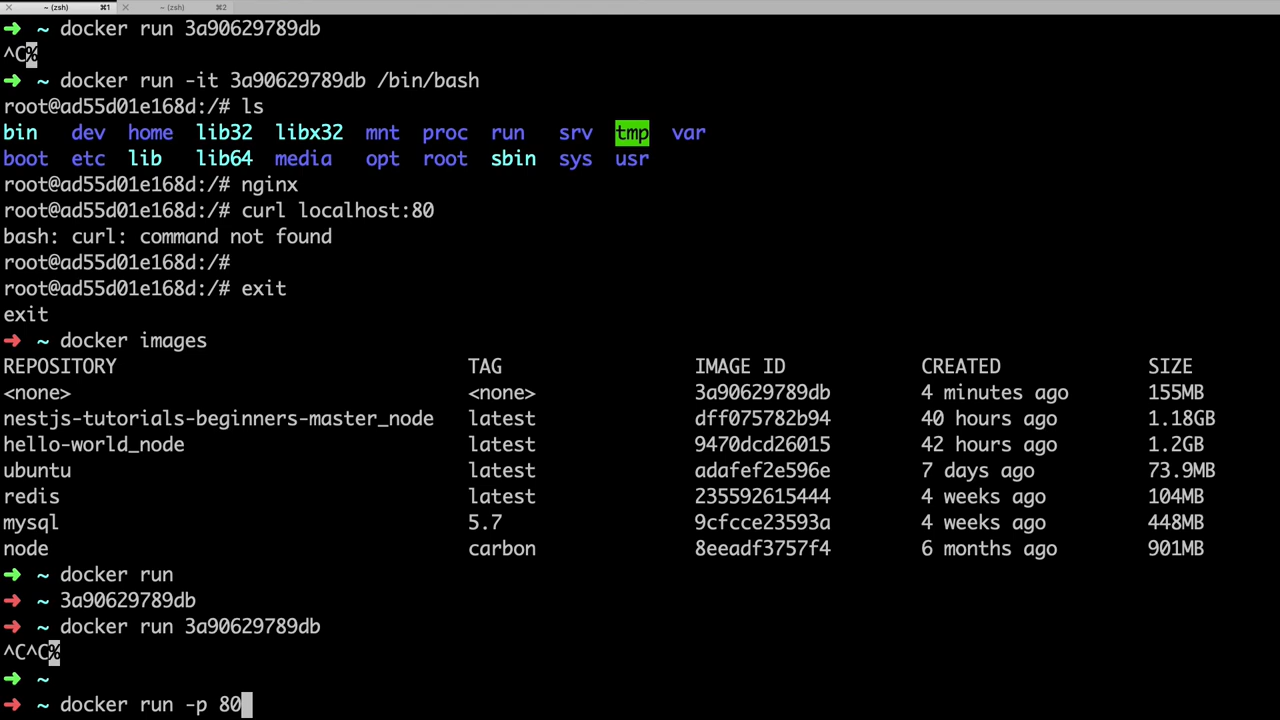 ~ (zsh) ⌘1 ~ (zsh) ⌘2
➜ ~ docker run 3a90629789db
^C%
➜ ~ docker run -it 3a90629789db /bin/bash
root@ad55d01e168d:/# ls
bin dev home lib32 libx32 mnt proc run srv tmp var
boot etc lib lib64 media opt root sbin sys usr
root@ad55d01e168d:/# nginx
root@ad55d01e168d:/# curl localhost:80
bash: curl: command not found
root@ad55d01e168d:/#
root@ad55d01e168d:/# exit
exit
➜ ~ docker images
REPOSITORY TAG IMAGE ID CREATED SIZE
<none> <none> 3a90629789db 4 minutes ago 155MB
nestjs-tutorials-beginners-master_node latest dff075782b94 40 hours ago 1.18GB
hello-world_node latest 9470dcd26015 42 hours ago 1.2GB
ubuntu latest adafef2e596e 7 days ago 73.9MB
redis latest 235592615444 4 weeks ago 104MB
mysql 5.7 9cfcce23593a 4 weeks ago 448MB
node carbon 8eeadf3757f4 6 months ago 901MB
➜ ~ docker run
➜ ~ 3a90629789db
➜ ~ docker run 3a90629789db
^C^C%
➜ ~
➜ ~ docker run -p 80